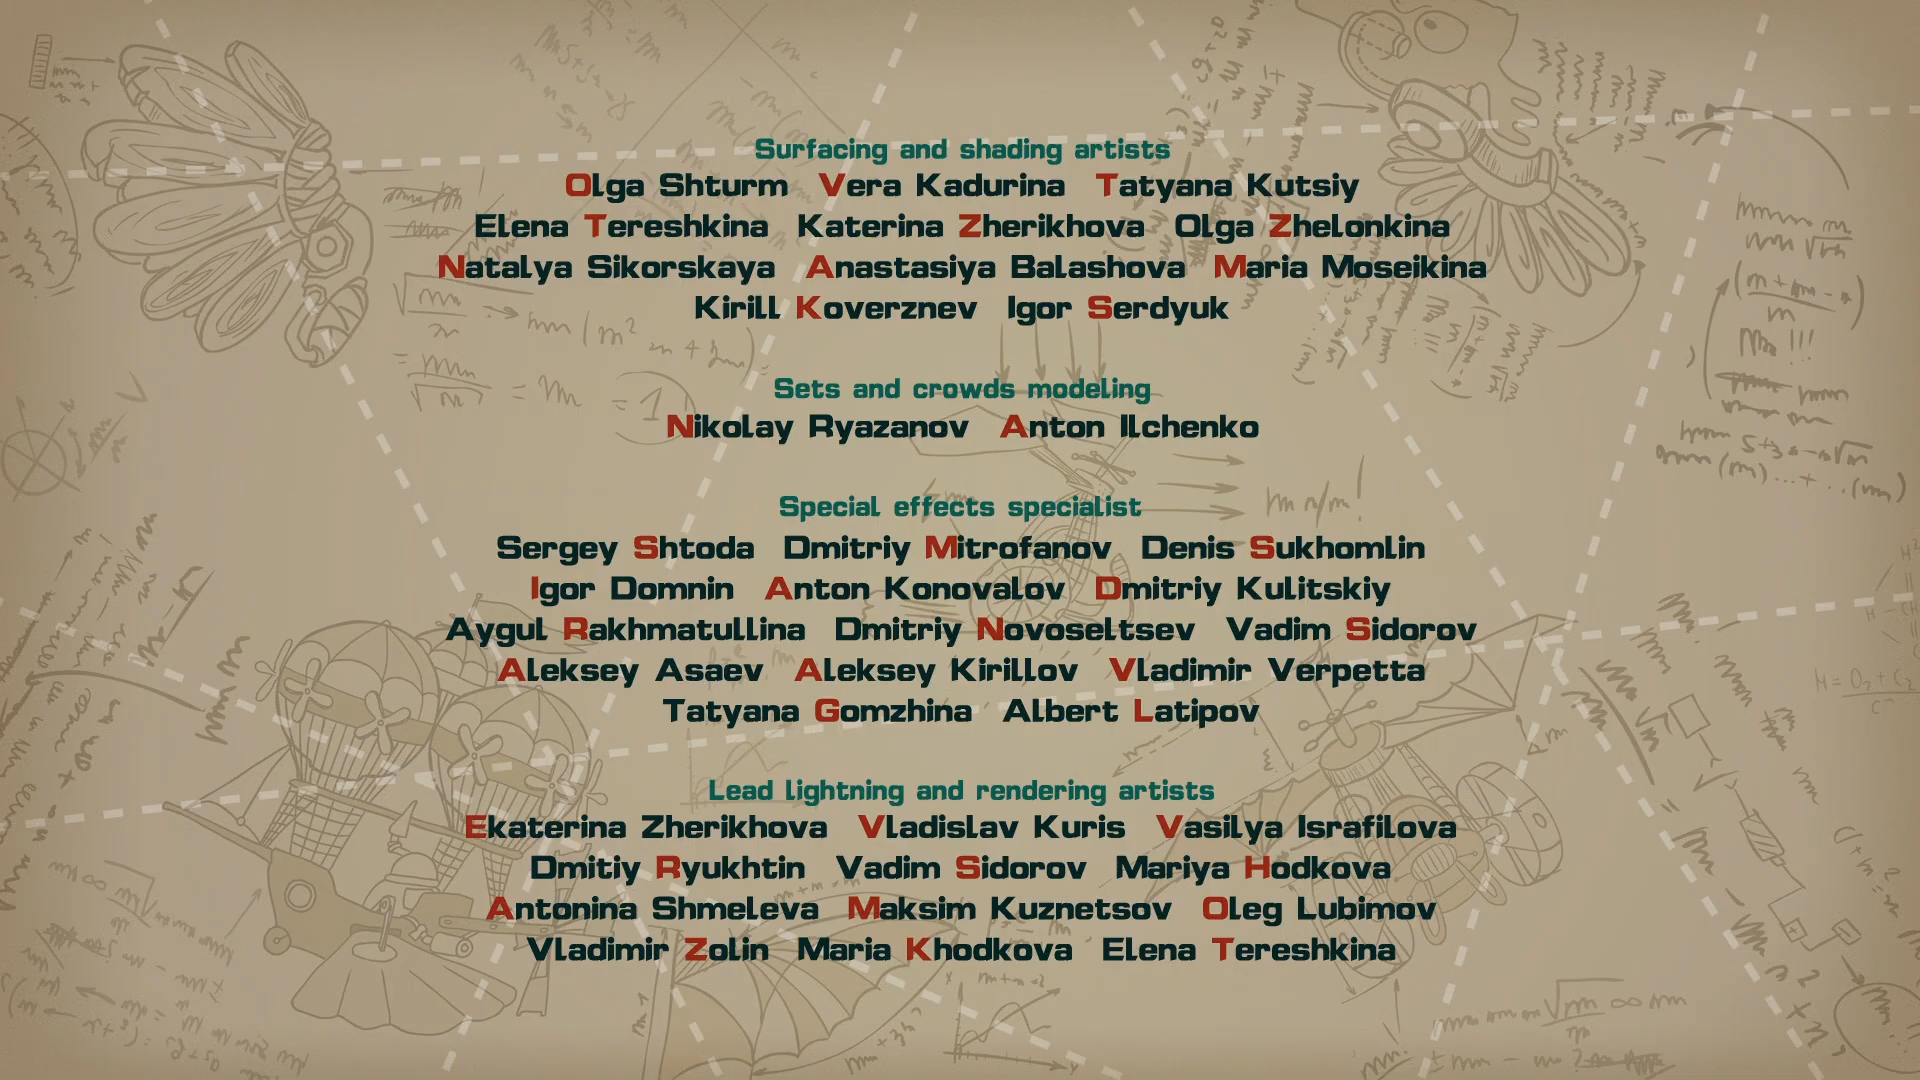 Surfacing and shading artists
Olga Shturm Vera Kadurina Tatyana Kutsiy
Elena Tereshkina Katerina Zherikhova Olga Zhelonkina
Natalya Sikorskaya Anastasiya Balashova Maria Moseikina
Kirill Koverznev Igor Serdyuk
Sets and crowds modeling
Nikolay Ryazanov Anton Ilchenko
Special effects specialist
Sergey Shtoda Dmitriy Mitrofanov Denis Sukhomlin
Igor Domnin Anton Konovalov Dmitriy Kulitskiy
Aygul Rakhmatullina Dmitriy Novoseltsev Vadim Sidorov
Aleksey Asaev Aleksey Kirillov Vladimir Verpetta
Tatyana Gomzhina Albert Latipov
Lead lightning and rendering artists
Ekaterina Zherikhova Vladislav Kuris Vasilya Israfilova
Dmitiy Ryukhtin Vadim Sidorov Mariya Hodkova
Antonina Shmeleva Maksim Kuznetsov Oleg Lubimov
Vladimir Zolin Maria Khodkova Elena Tereshkina